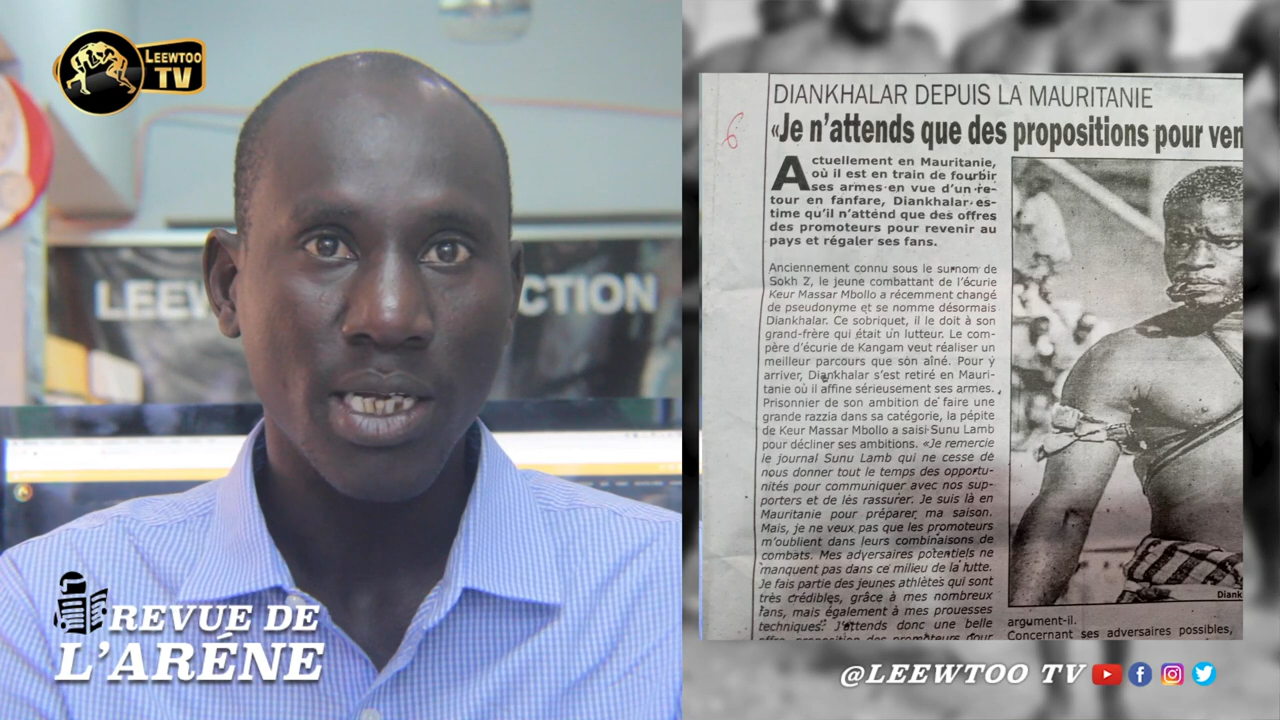 LEEWTOO
TV
LEEW
CTION
REVUE DE
L'ARÉNE
6
DIANKHALAR DEPUIS LA MAURITANIE
«Je n'attends que des propositions pour ven
Actuellement en Mauritanie,
où il est en train de fourbir
ses armes en vue d'un re-
tour en fanfare, Diankhalar es-
time qu'il n'attend que des offres
des promoteurs pour revenir au
pays et régaler ses fans.
Anciennement connu sous le surnom de
Sokh 2, le jeune combattant de l'écurie
Keur Massar Mbollo a récemment changé
de pseudonyme et se nomme désormais
Diankhalar. Ce sobriquet, il le doit à son
grand-frère qui était un lutteur. Le com-
père d'écurie de Kangam veut réaliser un
meilleur parcours que son aîné. Pour y
arriver, Diankhalar s'est retiré en Mauri-
tanie où il affine sérieusement ses armes.
Prisonnier de son ambition de faire une
grande razzia dans sa catégorie, la pépite
de Keur Massar Mbollo a saisi Sunu Lamb
pour décliner ses ambitions. «Je remercie
le journal Sunu Lamb qui ne cesse de
nous donner tout le temps des opportu-
nités pour communiquer avec nos sup-
porters et de les rassurer. Je suis là en
Mauritanie pour préparer ma saison.
Mais, je ne veux pas que les promoteurs
m'oublient dans leurs combinaisons de
combats. Mes adversaires potentiels ne
manquent pas dans ce milieu de la lutte.
Je fais partie des jeunes athlètes qui sont
très crédibles, grâce à mes nombreux
fans, mais également à mes prouesses
techniques. J'attends donc une belle
offre, proposition des promoteurs pour
Diank
argument-il.
Concernant ses adversaires possibles,
@LEEWTOO TV